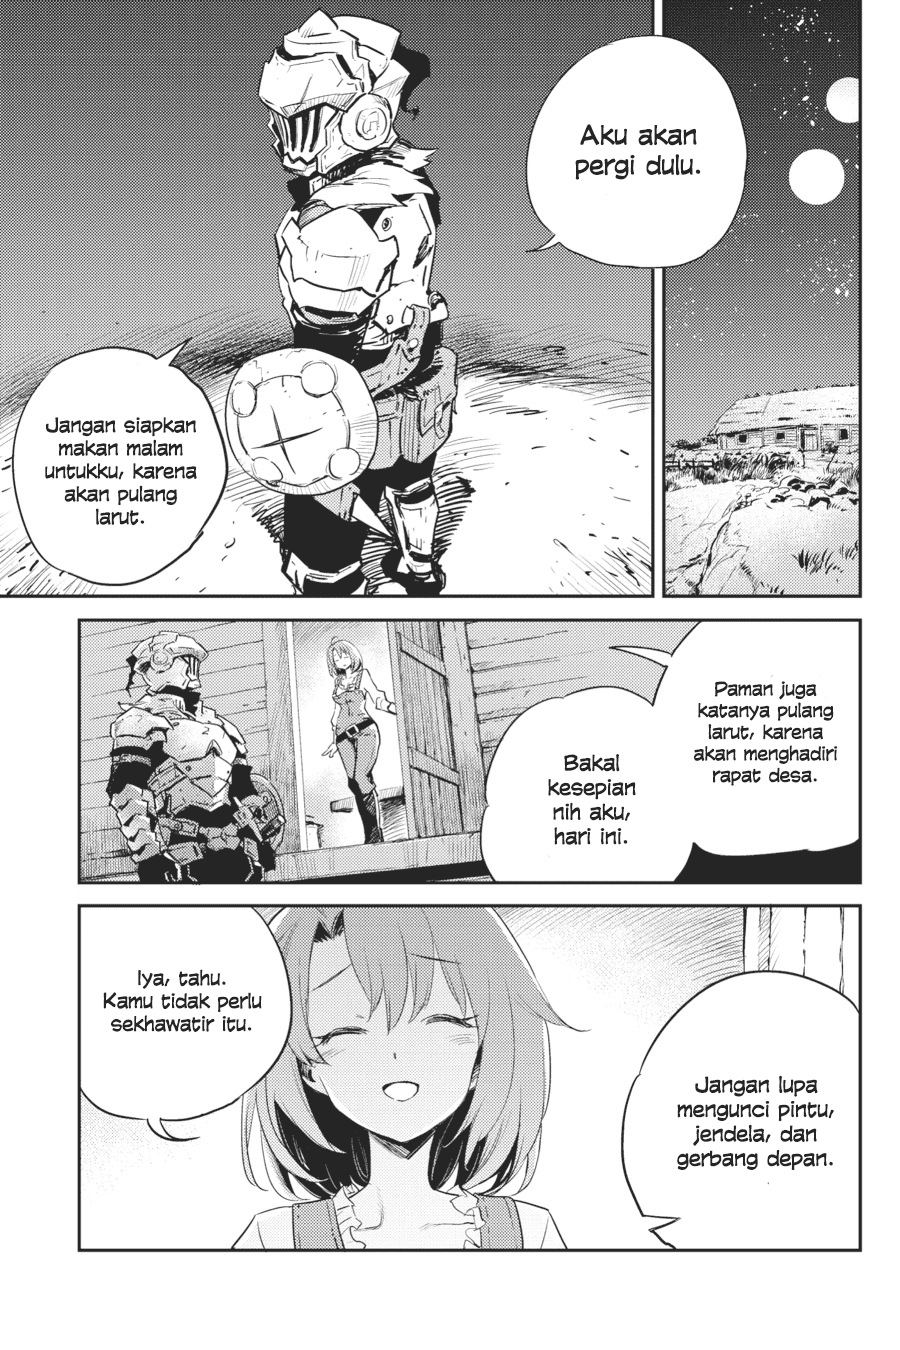 Aku akan
pergi dulu.
Jangan siapkan
makan malam
untukku, karena
akan pulang
larut.
Paman juga
katanya pulang
larut, karena
akan menghadiri
rapat desa.
Bakal
kesepian
nih aku,
hari ini.
Jangan lupa
mengunci pintu,
jendela, dan
gerbang depan.
Iya, tahu.
Kamu tidak perlu
sekhawatir itu.